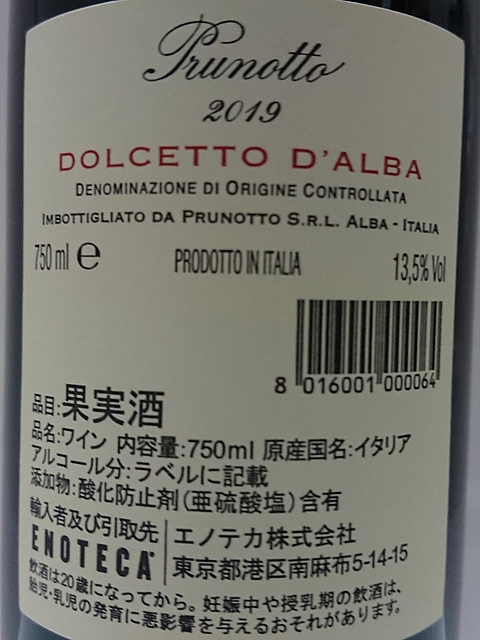 Prunotto
2019
DOLCETTO D'ALBA
DENOMINAZIONE DI ORIGINE CONTROLLATA
IMBOTTIGLIATO DA PRUNOTTO S.R.L. ALBA - ITALIA
750 ml e PRODOTTO IN ITALIA 13,5% Vol
8 016001 000064
品目:果実酒
品名:ワイン 内容量:750ml 原産国名:イタリア
アルコール分:ラベルに記載
添加物:酸化防止剤(亜硫酸塩)含有
輸入者及び引取先
ENOTECA
エノテカ株式会社
東京都港区南麻布5-14-15
飲酒は20歳になってから。妊娠中や授乳期の飲酒は、
胎児・乳児の発育に悪影響を与えるおそれがあります。